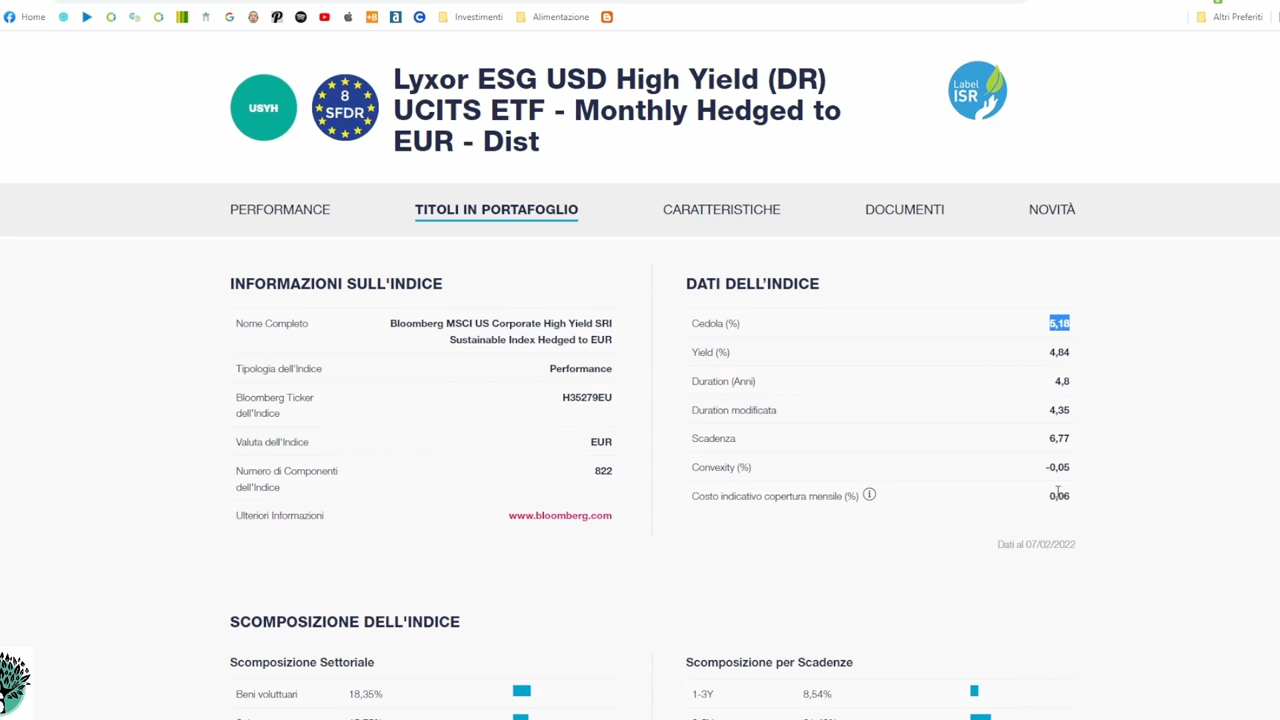 Home
Investimenti
Alimentazione
Altri Preferiti
USYH
8
SFDR
Lyxor ESG USD High Yield (DR)
UCITS ETF - Monthly Hedged to
EUR - Dist
Label
ISR
PERFORMANCE
TITOLI IN PORTAFOGLIO
CARATTERISTICHE
DOCUMENTI
NOVITÀ
INFORMAZIONI SULL'INDICE
Nome Completo Bloomberg MSCI US Corporate High Yield SRI
Sustainable Index Hedged to EUR
Tipologia dell'Indice Performance
Bloomberg Ticker H35279EU
dell'Indice
Valuta dell'Indice EUR
Numero di Componenti 822
dell'Indice
Ulteriori Informazioni www.bloomberg.com
DATI DELL'INDICE
Cedola (%) 5,18
Yield (%) 4,84
Duration (Anni) 4,8
Duration modificata 4,35
Scadenza 6,77
Convexity (%) -0,05
Costo indicativo copertura mensile (%) 0,06
Dati al 07/02/2022
SCOMPOSIZIONE DELL'INDICE
Scomposizione Settoriale
Beni voluttuari 18,35%
Scomposizione per Scadenze
1-3Y 8,54%